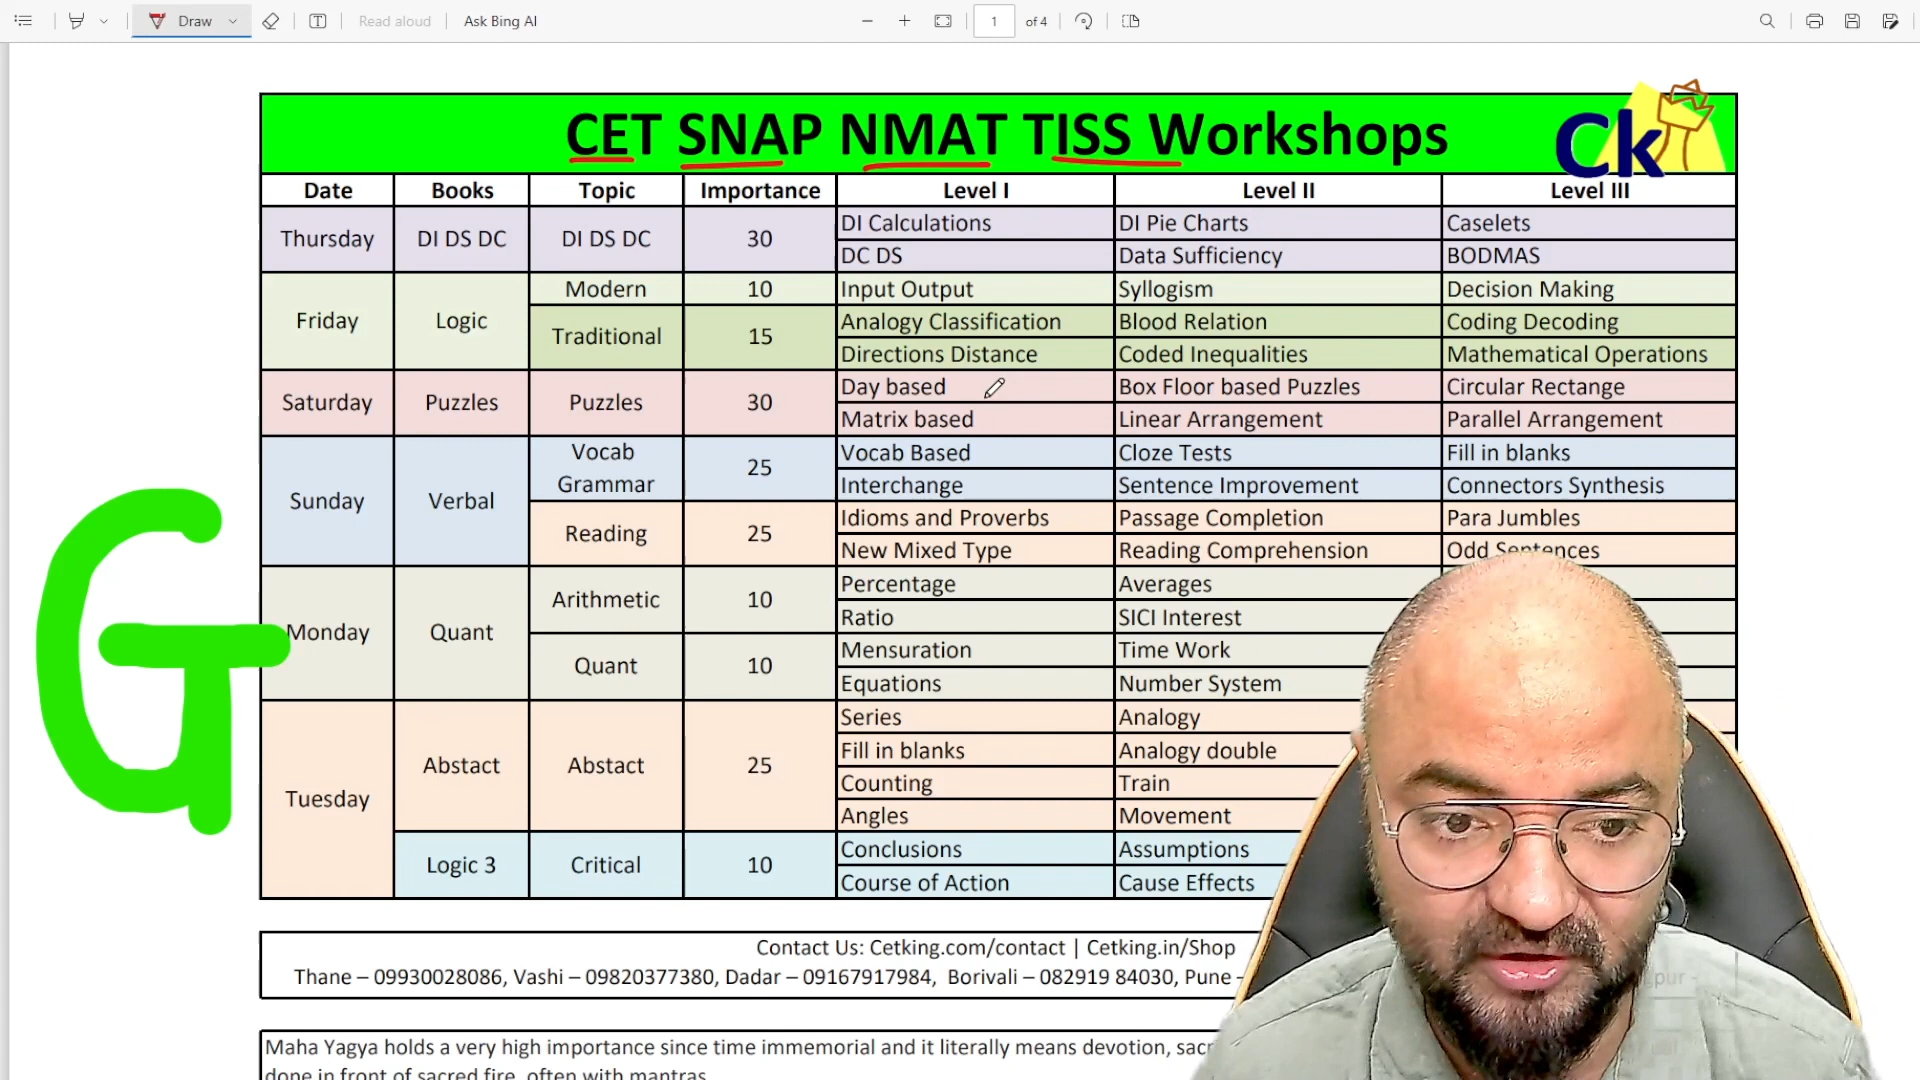 Draw
Read aloud
Ask Bing AI
1
of 4
CET SNAP NMAT TISS Workshops
Ck
Date Books Topic Importance Level I Level II Level III
Thursday DI DS DC DI DS DC 30 DI Calculations DI Pie Charts Caselets
DC DS Data Sufficiency BODMAS
Friday Logic Modern 10 Input Output Syllogism Decision Making
Traditional 15 Analogy Classification Blood Relation Coding Decoding
Directions Distance Coded Inequalities Mathematical Operations
Saturday Puzzles Puzzles 30 Day based Box Floor based Puzzles Circular Rectange
Matrix based Linear Arrangement Parallel Arrangement
Sunday Verbal Vocab Grammar 25 Vocab Based Cloze Tests Fill in blanks
Interchange Sentence Improvement Connectors Synthesis
Reading 25 Idioms and Proverbs Passage Completion Para Jumbles
New Mixed Type Reading Comprehension Odd Sentences
Monday Quant Arithmetic 10 Percentage Averages
Ratio SICI Interest
Quant 10 Mensuration Time Work
Equations Number System
Tuesday Abstact Abstact 25 Series Analogy
Fill in blanks Analogy double
Counting Train
Angles Movement
Logic 3 Critical 10 Conclusions Assumptions
Course of Action Cause Effects
G
Contact Us: Cetking.com/contact | Cetking.in/Shop
Thane – 09930028086, Vashi – 09820377380, Dadar – 09167917984, Borivali – 082919 84030, Pune –
Maha Yagya holds a very high importance since time immemorial and it literally means devotion,
done in front of sacred fire, often with mantras